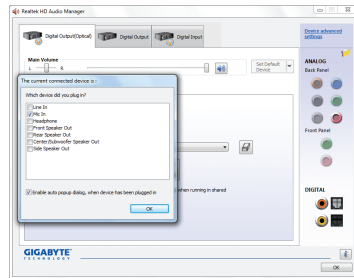 Realtek HD Audio Manager
Digital Output(Optical)
Digital Output
Digital Input
Device advanced settings
Main Volume
L
R
Set Default
Device
ANALOG
Back Panel
The current connected device is :
Which device did you plug in?
Line In
Mic In
Headphone
Front Speaker Out
Rear Speaker Out
Center/Subwoofer Speaker Out
Side Speaker Out
Front Panel
Enable auto popup dialog, when device has been plugged in
when running in shared
DIGITAL
OK
GIGABYTE
TECHNOLOGY
OK